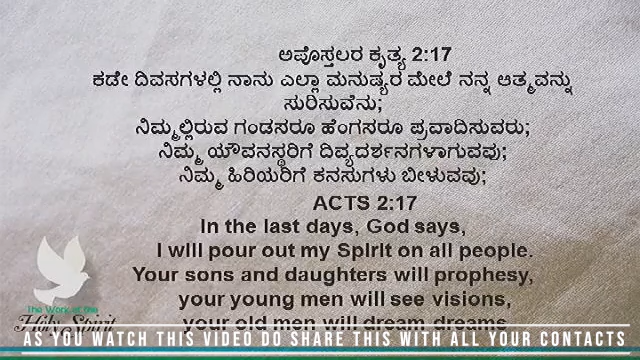 ಅಪೊಸ್ತಲರ ಕೃತ್ಯ 2:17
ಕಡೇ ದಿವಸಗಳಲ್ಲಿ ನಾನು ಎಲ್ಲಾ ಮನುಷ್ಯರ ಮೇಲೆ ನನ್ನ ಆತ್ಮವನ್ನು
ಸುರಿಸುವೆನು;
ನಿಮ್ಮಲ್ಲಿರುವ ಗಂಡಸರೂ ಹೆಂಗಸರೂ ಪ್ರವಾದಿಸುವರು;
ನಿಮ್ಮ ಯೌವನಸ್ಥರಿಗೆ ದಿವ್ಯದರ್ಶನಗಳಾಗುವವು;
ನಿಮ್ಮ ಹಿರಿಯರಿಗೆ ಕನಸುಗಳು ಬೀಳುವವು;
ACTS 2:17
In the last days, God says,
I will pour out my Spirit on all people.
Your sons and daughters will prophesy,
your young men will see visions,
your old men will dream dreams
The Work of the
Holy Spirit
AS YOU WATCH THIS VIDEO DO SHARE THIS WITH ALL YOUR CONTACTS